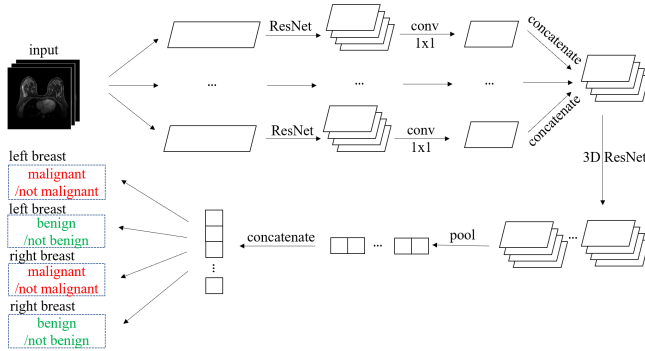 input
ResNet
conv
1x1
concatenate
...
...
...
ResNet
conv
1x1
concatenate
3D ResNet
left breast
malignant
/not malignant
left breast
benign
/not benign
right breast
malignant
/not malignant
right breast
benign
/not benign
concatenate
...
pool
...